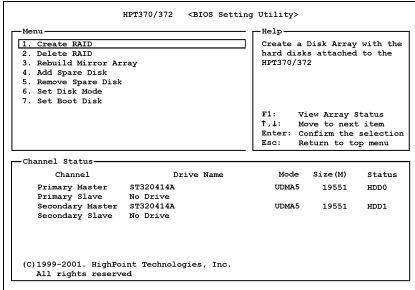 HPT370/372 <BIOS Setting Utility>
Menu
1. Create RAID
2. Delete RAID
3. Rebuild Mirror Array
4. Add Spare Disk
5. Remove Spare Disk
6. Set Disk Mode
7. Set Boot Disk
Help
Create a Disk Array with the
hard disks attached to the
HPT370/372
F1: View Array Status
↑,↓: Move to next item
Enter: Confirm the selection
Esc: Return to top menu
Channel Status
Channel Drive Name Mode Size(M) Status
Primary Master ST320414A UDMA5 19551 HDD0
Primary Slave No Drive
Secondary Master ST320414A UDMA5 19551 HDD1
Secondary Slave No Drive
(C)1999-2001. HighPoint Technologies, Inc.
All rights reserved